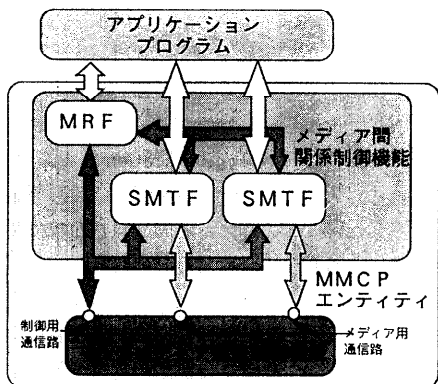 アプリケーション
プログラム
MRF
メディア間
関係制御機能
SMTF
SMTF
MMCP
エンティティ
制御用
通信路
メディア用
通信路